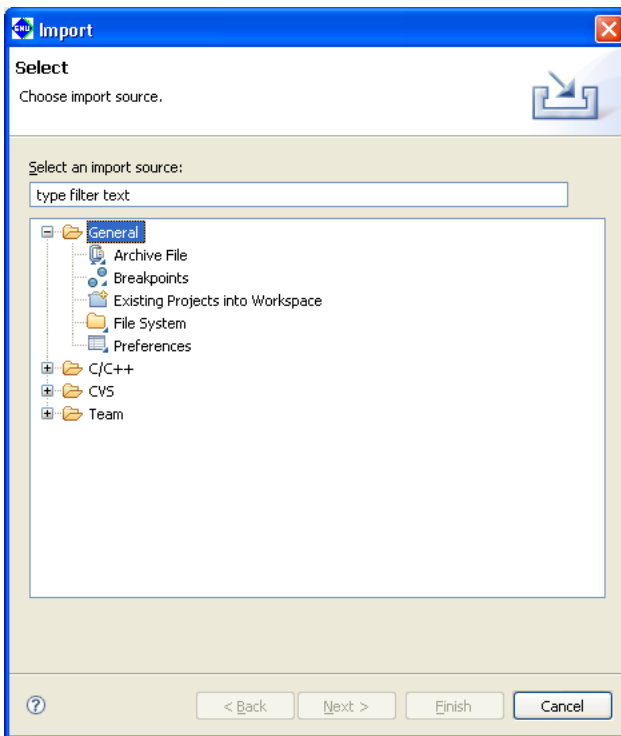 GNU Import
Select
Choose import source.
Select an import source:
type filter text
General
Archive File
Breakpoints
Existing Projects into Workspace
File System
Preferences
C/C++
CVS
Team
? < Back Next > Finish Cancel